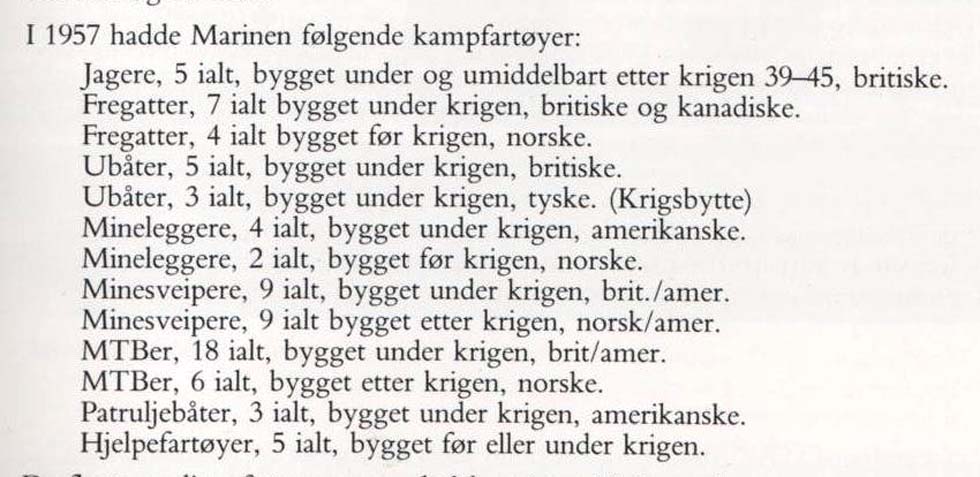 I 1957 hadde Marinen følgende kampfartøyer:
Jagere, 5 ialt, bygget under og umiddelbart etter krigen 39–45, britiske.
Fregatter, 7 ialt bygget under krigen, britiske og kanadiske.
Fregatter, 4 ialt bygget før krigen, norske.
Ubåter, 5 ialt, bygget under krigen, britiske.
Ubåter, 3 ialt, bygget under krigen, tyske. (Krigsbytte)
Mineleggere, 4 ialt, bygget under krigen, amerikanske.
Mineleggere, 2 ialt, bygget før krigen, norske.
Minesveipere, 9 ialt, bygget under krigen, brit./amer.
Minesveipere, 9 ialt bygget etter krigen, norsk/amer.
MTBer, 18 ialt, bygget under krigen, brit/amer.
MTBer, 6 ialt, bygget etter krigen, norske.
Patruljebåter, 3 ialt, bygget under krigen, amerikanske.
Hjelpefartøyer, 5 ialt, bygget før eller under krigen.